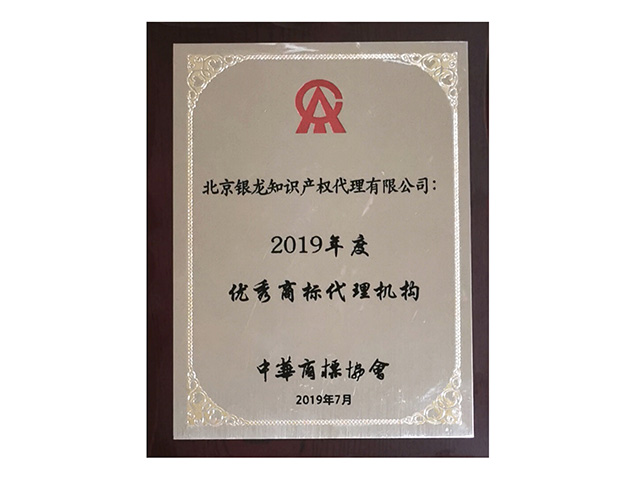 北京银龙知识产权代理有限公司：
2019年度
优秀商标代理机构
中華商標協會
2019年7月